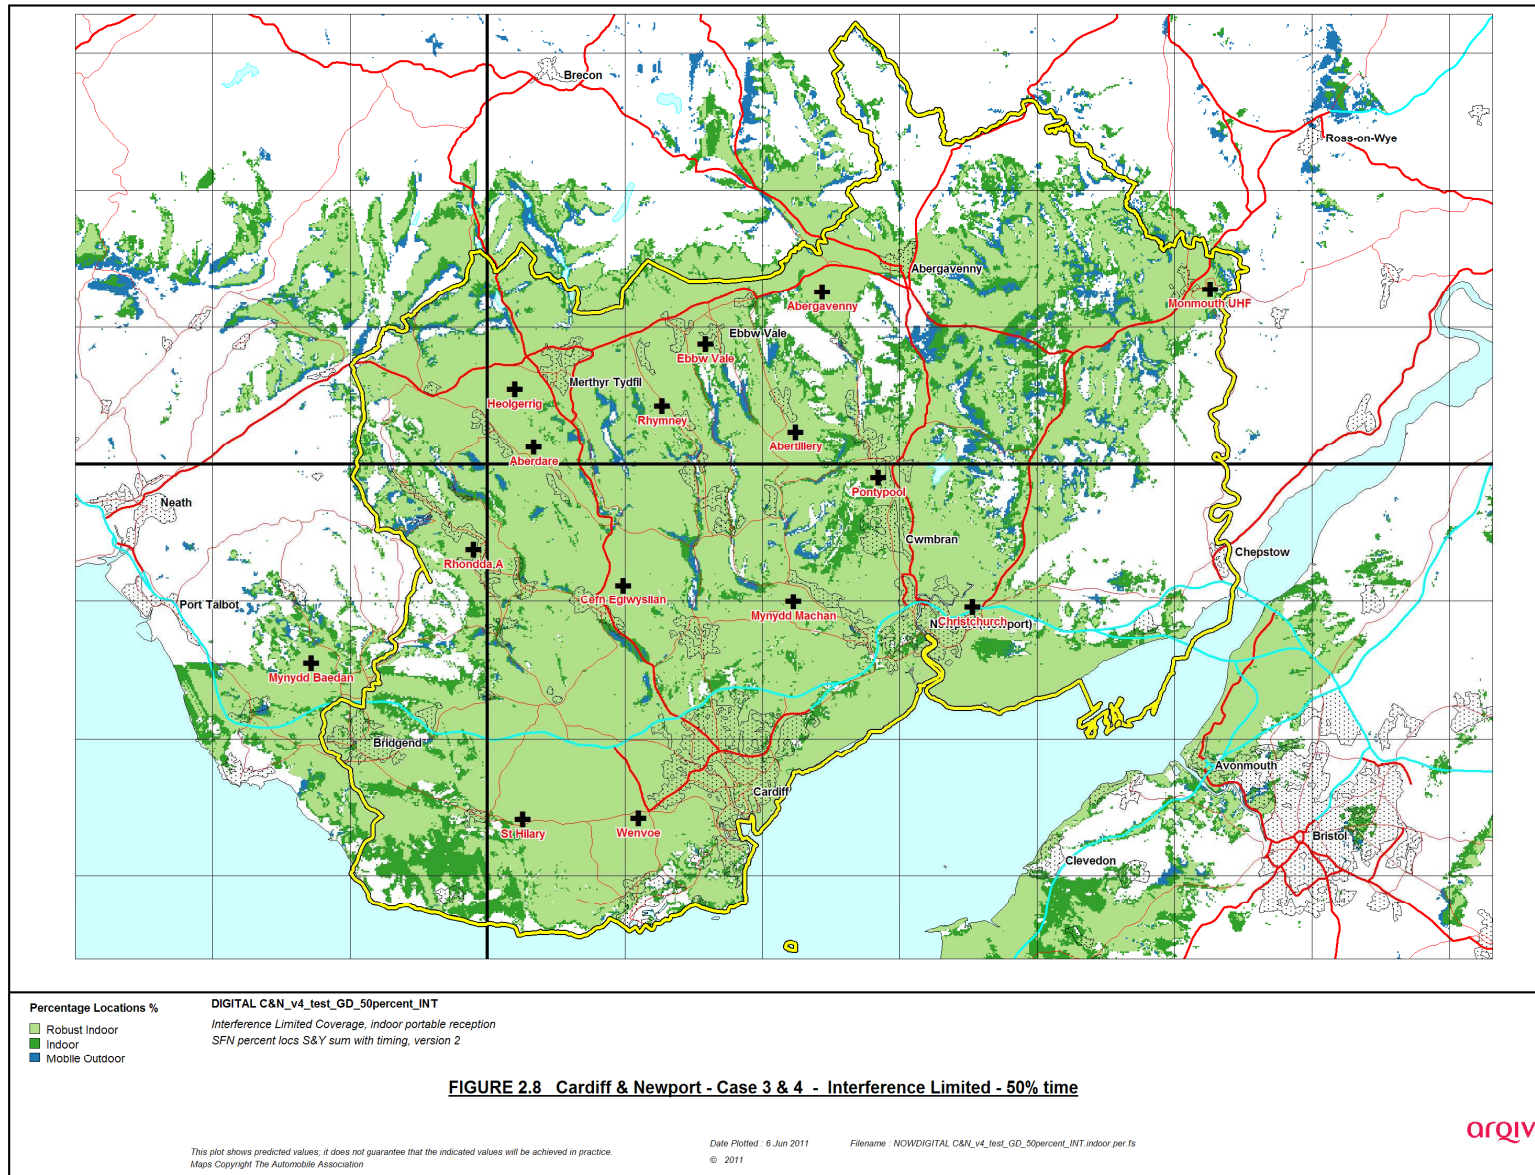 Brecon
Ross-on-Wye
Abergavenny
Abergavenny
Monmouth UHF
Ebbw Vale
Ebbw Vale
Merthyr Tydfil
Heolgerrig
Rhymney
Abertillery
Aberdare
Pontypool
Neath
Cwmbran
Chepstow
Rhondda A
Port Talbot
Cefn Eglwysilan
Mynydd Machan
Christchurch
Mynydd Baedan
Bridgend
Avonmouth
Cardiff
St Hilary
Wenvoe
Bristol
Clevedon
Percentage Locations %
Robust Indoor
Indoor
Mobile Outdoor
DIGITAL C&N_v4_test_GD_50percent_INT
Interference Limited Coverage, indoor portable reception
SFN percent locs S&Y sum with timing, version 2
FIGURE 2.8 Cardiff & Newport - Case 3 & 4 - Interference Limited - 50% time
arqiv
This plot shows predicted values; it does not guarantee that the indicated values will be achieved in practice.
Maps Copyright The Automobile Association
Date Plotted : 6 Jun 2011
© 2011
Filename : NOWDIGITAL C&N_v4_test_GD_50percent_INT.indoor.per.fs